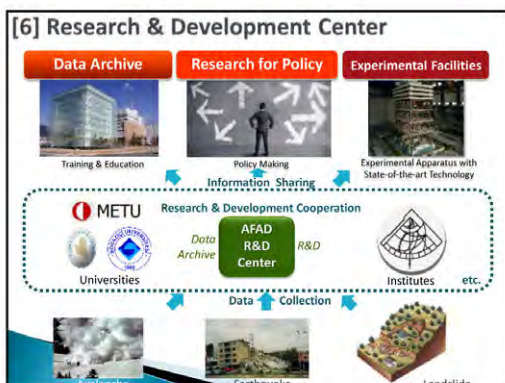 [6] Research & Development Center
Data Archive
Research for Policy
Experimental Facilities
Training & Education
Policy Making
Experimental Apparatus with
State-of-the-art Technology
Information Sharing
Research & Development Cooperation
METU
Data
Archive
AFAD
R&D
Center
R&D
Universities
Institutes
etc.
Data Collection
Avalanche
Earthquake
Landslide